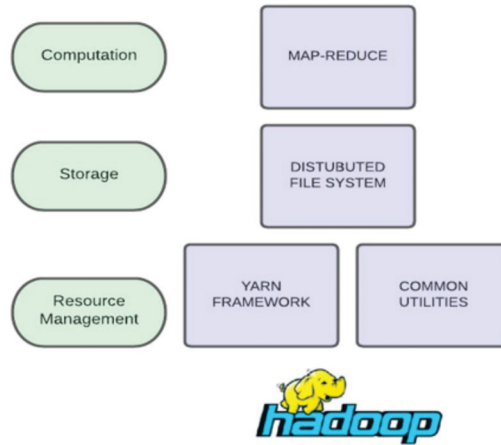 Computation
MAP-REDUCE
Storage
DISTUBUTED
FILE SYSTEM
Resource
Management
YARN
FRAMEWORK
COMMON
UTILITIES
hadoop